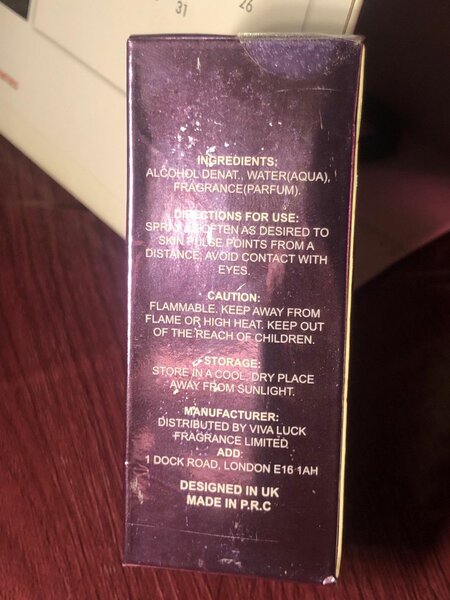 31
26
INGREDIENTS:
ALCOHOL DENAT., WATER(AQUA),
FRAGRANCE(PARFUM).
DIRECTIONS FOR USE:
SPRAY AS OFTEN AS DESIRED TO
SKIN PULSE POINTS FROM A
DISTANCE, AVOID CONTACT WITH
EYES.
CAUTION:
FLAMMABLE. KEEP AWAY FROM
FLAME OR HIGH HEAT. KEEP OUT
OF THE REACH OF CHILDREN.
STORAGE:
STORE IN A COOL, DRY PLACE
AWAY FROM SUNLIGHT.
MANUFACTURER:
DISTRIBUTED BY VIVA LUCK
FRAGRANCE LIMITED
ADD:
1 DOCK ROAD, LONDON E16 1AH
DESIGNED IN UK
MADE IN P.R.C